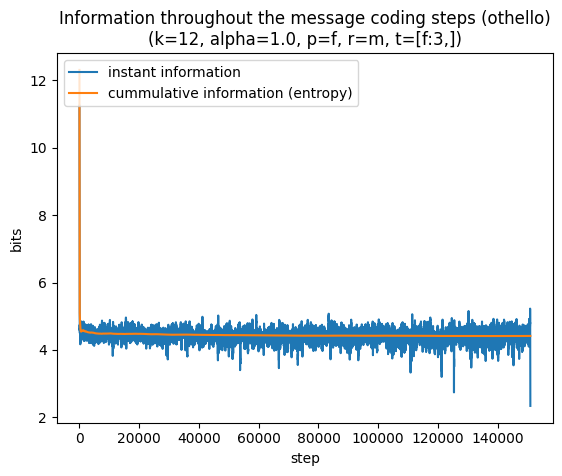 Information throughout the message coding steps (othello)
(k=12, alpha=1.0, p=f, r=m, t=[f:3,])
instant information
cummulative information (entropy)
12
10
8
6
4
2
bits
0 20000 40000 60000 80000 100000 120000 140000
step